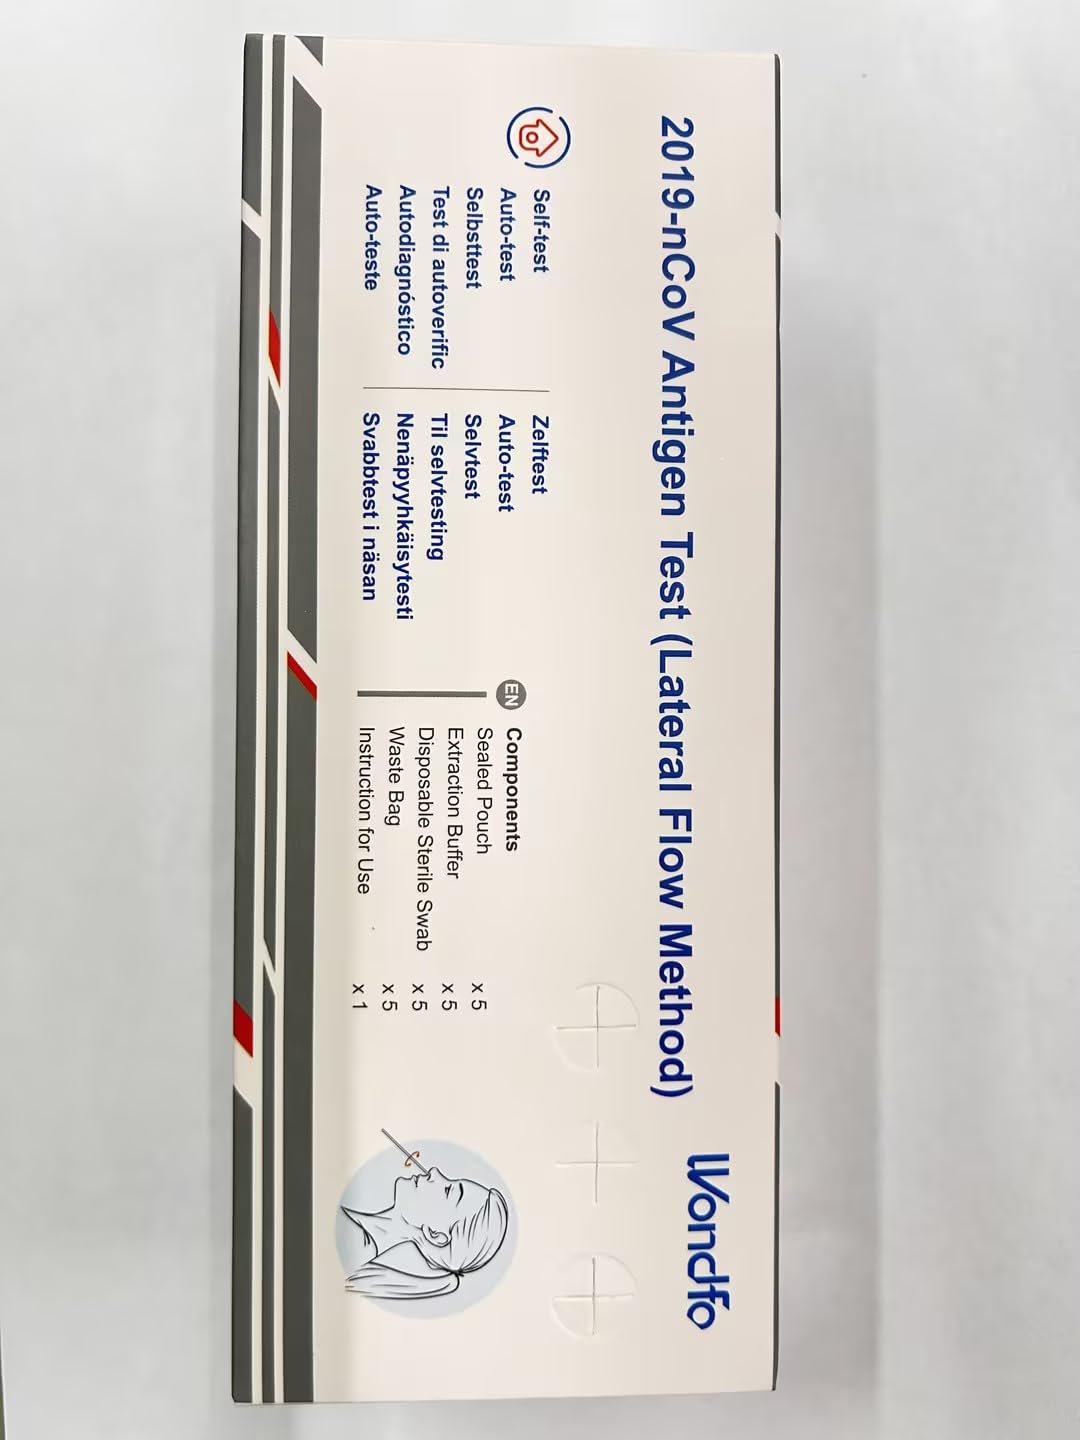 2019-nCoV Antigen Test (Lateral Flow Method)
Wondfo
Self-test
Auto-test
Selbsttest
Test di autoverific
Autodiagnóstico
Auto-teste
Zelftest
Auto-test
Selvtest
Til selvtesting
Nenäpyyhkäisytesti
Svabbtest i näsan
EN Components
Sealed Pouch x 5
Extraction Buffer x 5
Disposable Sterile Swab x 5
Waste Bag x 5
Instruction for Use x 1